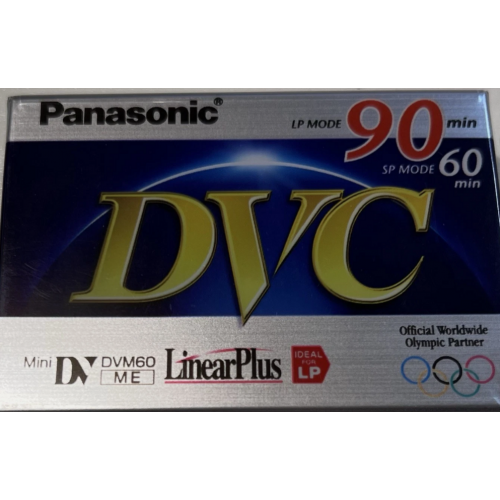 Panasonic®
LP MODE 90 min
SP MODE 60 min
DVC
Official Worldwide
Olympic Partner
Mini DV DVM60 ME
LinearPlus
IDEAL FOR LP